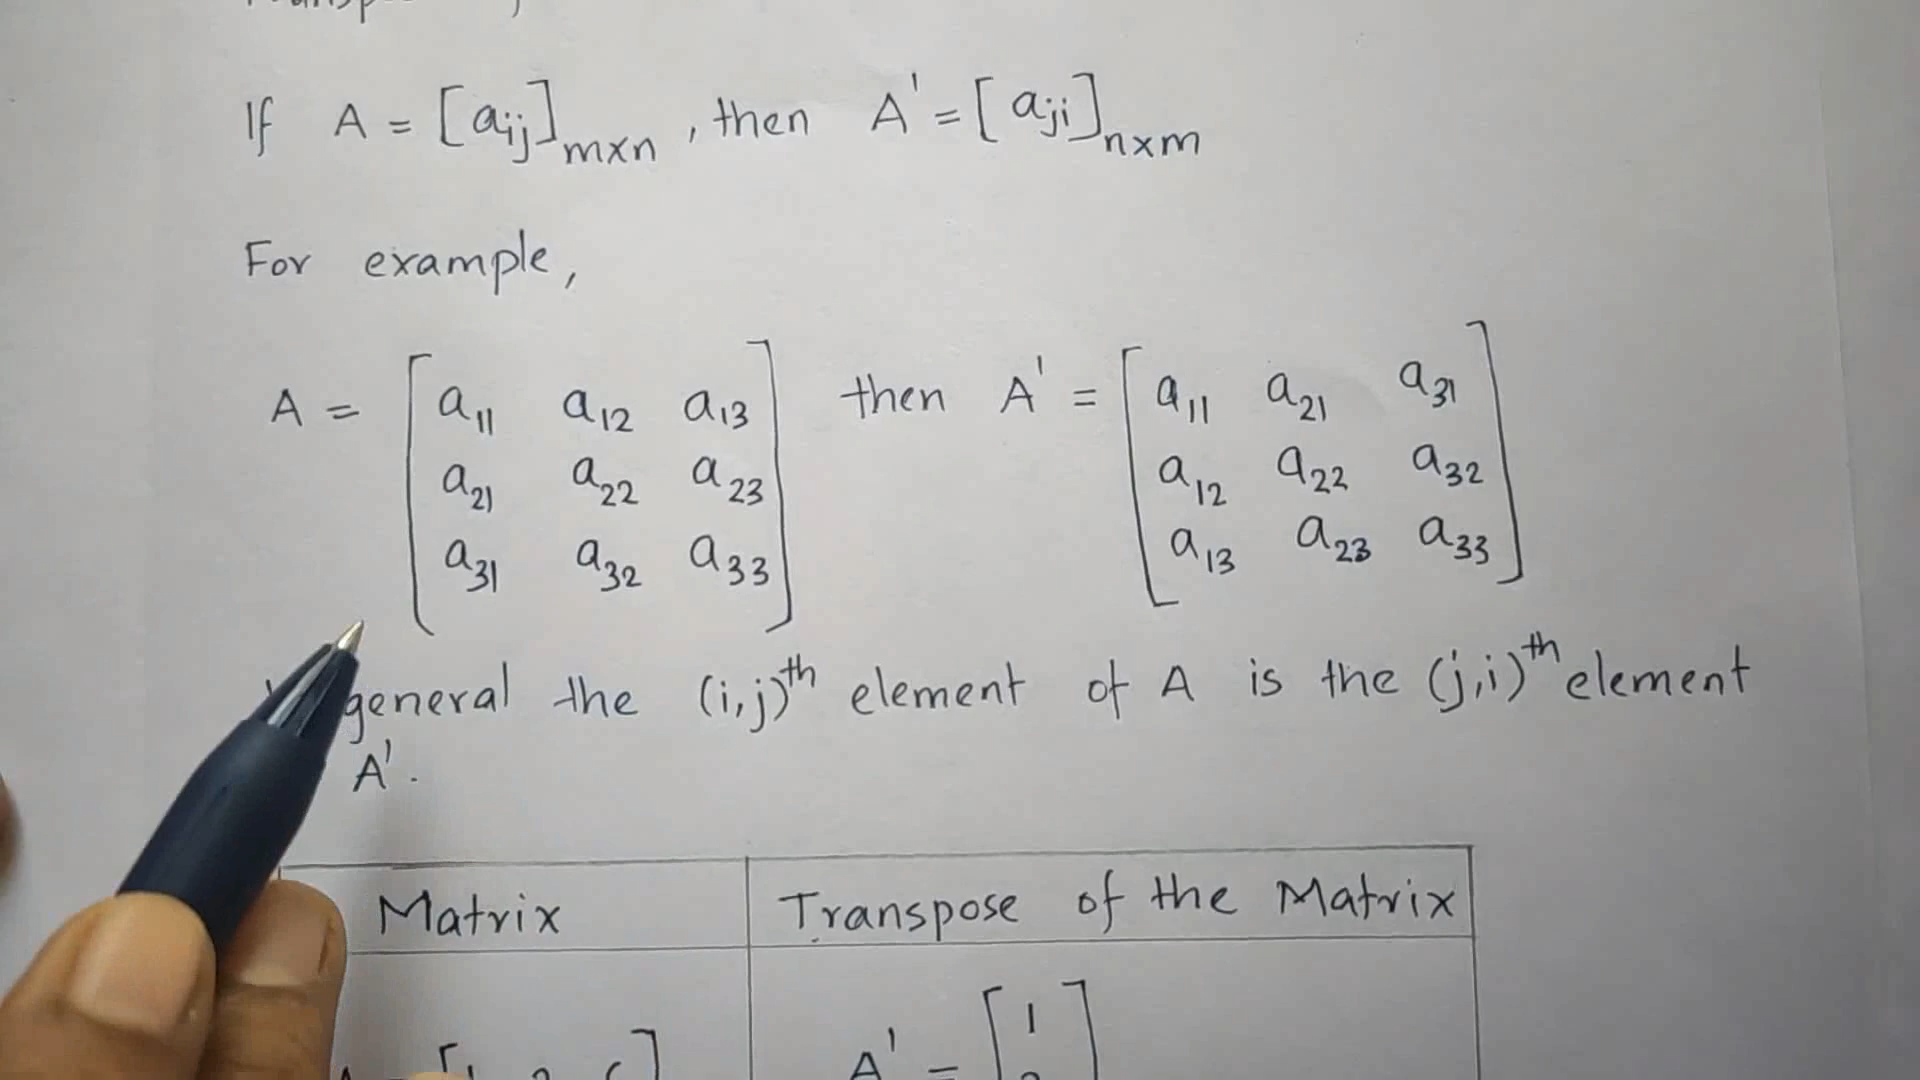 If A = [aij]m×n , then A' = [aji]n×m
For example,
A = [a11 a12 a13 then A' = [a11 a21 a31
a21 a22 a23 a12 a22 a32
a31 a32 a33] a13 a23 a33]
general the (i,j)th element of A is the (j,i)th element
A'.
Matrix Transpose of the Matrix
A' = [1